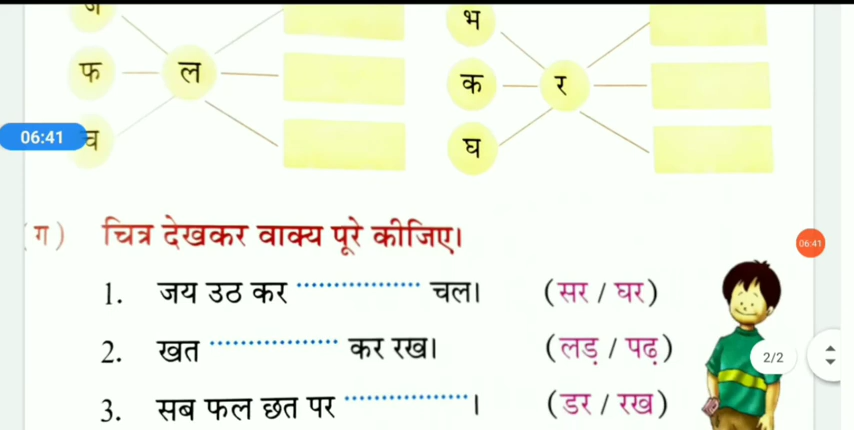 भ
फ ल
क र
06:41 च
घ
(ग) चित्र देखकर वाक्य पूरे कीजिए।
06:41
1. जय उठ कर ............ चल। (सर / घर)
2. खत ............ कर रख। (लड़ / पढ़)
2/2
3. सब फल छत पर ............। (डर / रख)